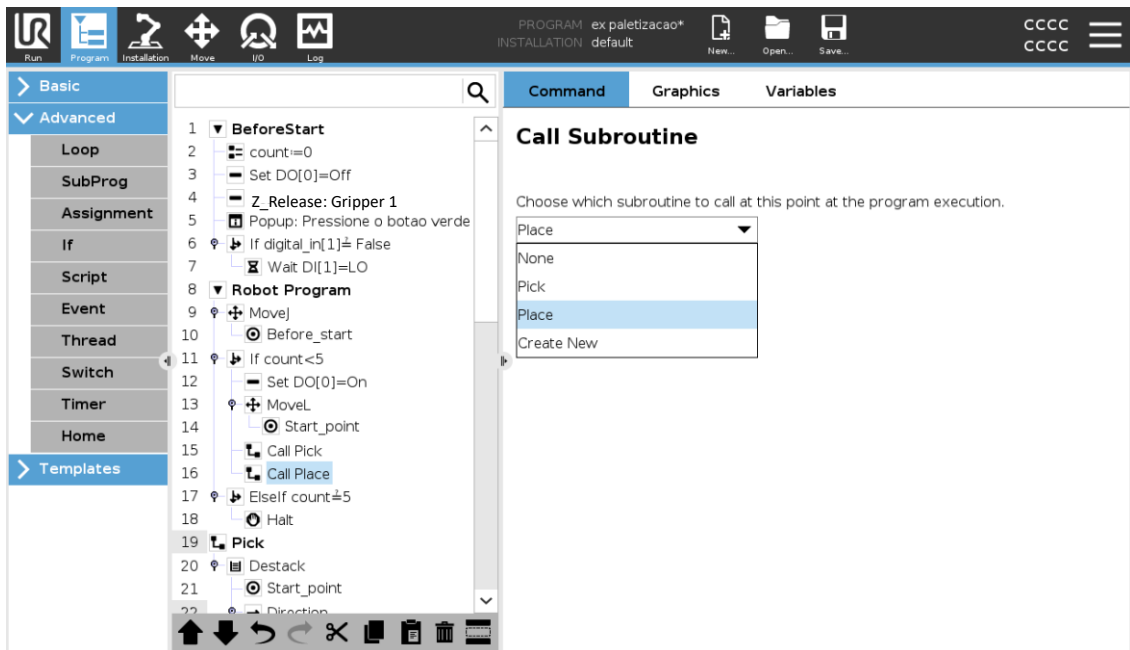 PROGRAM ex paletizacao*
INSTALLATION default
New... Open... Save...
CCCC
CCCC
UR
Run Program Installation Move I/O Log
Basic
Advanced
Loop
SubProg
Assignment
If
Script
Event
Thread
Switch
Timer
Home
Templates
1 BeforeStart
2 count:=0
3 Set DO[0]=Off
4 Z_Release: Gripper 1
5 Popup: Pressione o botao verde
6 If digital_in[1]≟ False
7 Wait DI[1]=LO
8 Robot Program
9 MoveJ
10 Before_start
11 If count<5
12 Set DO[0]=On
13 MoveL
14 Start_point
15 Call Pick
16 Call Place
17 ElseIf count≟5
18 Halt
19 Pick
20 Destack
21 Start_point
22 Direction
Command Graphics Variables
Call Subroutine
Choose which subroutine to call at this point at the program execution.
Place
None
Pick
Place
Create New